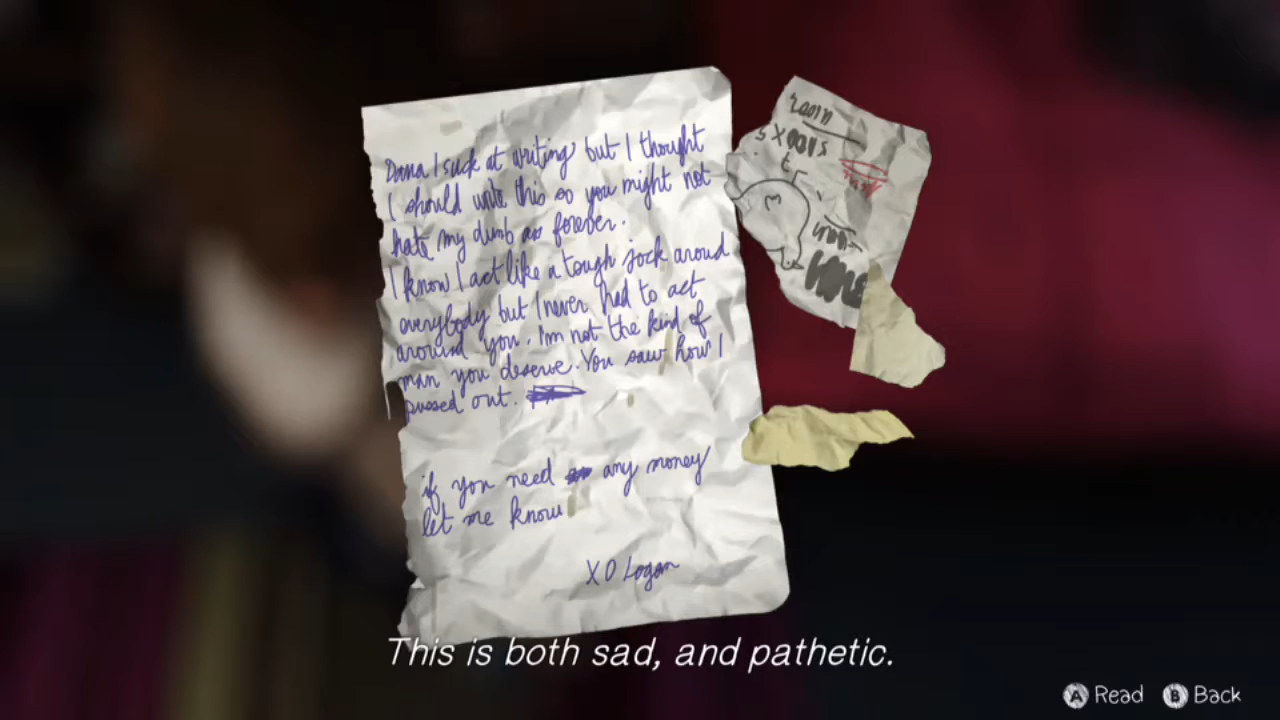 Dana I suck at writing but I thought
I should write this so you might not
hate my dumb ass forever.
I know I act like a tough jock aroud
everybody but I never had to act
around you. I'm not the kind of
man you deserve. You saw how I
passed out.
if you need any money
let me know
XO Logan
room
This is both sad, and pathetic.
A Read B Back